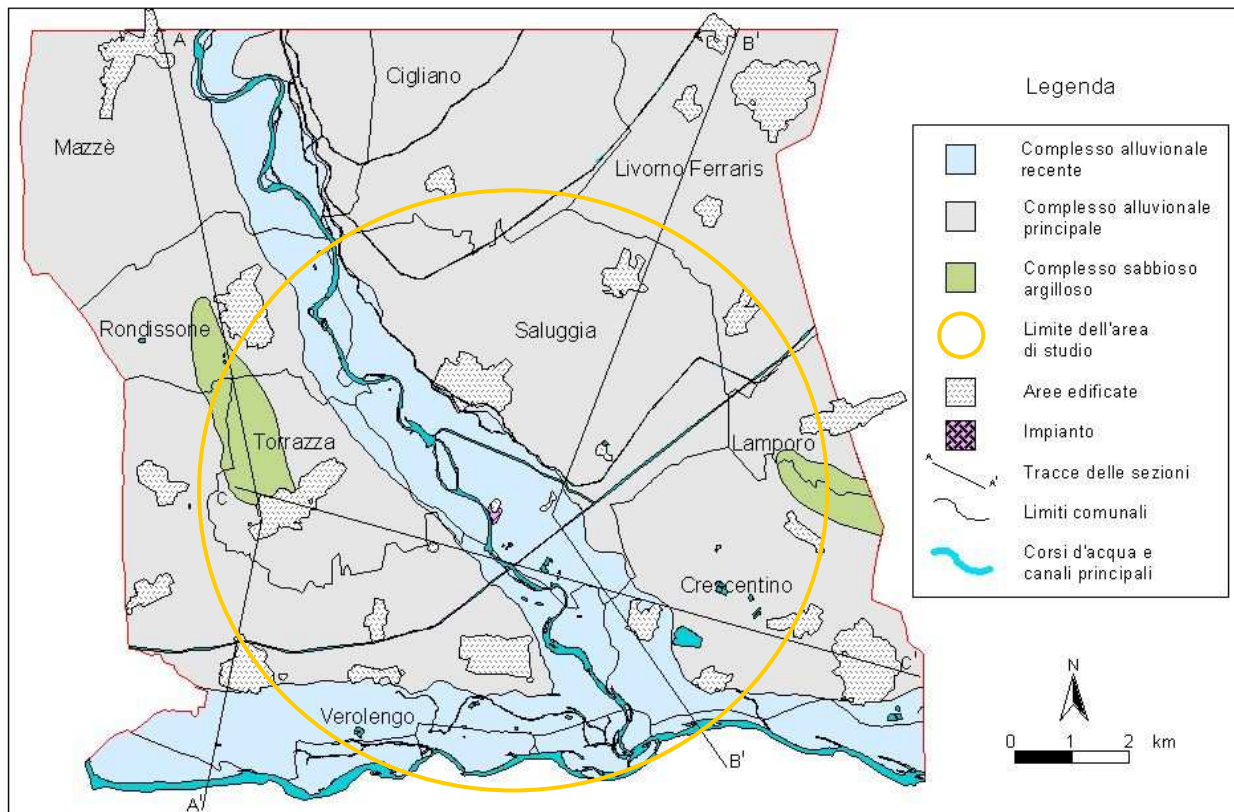 A
B'
Cigliano
Mazzè
Livorno Ferraris
Rondissone
Saluggia
Torrazza
Lamporo
C
Crescentino
C'
Verolengo
B'
A'
Legenda
Complesso alluvionale
recente
Complesso alluvionale
principale
Complesso sabbioso
argilloso
Limite dell'area
di studio
Aree edificate
Impianto
A
A'
Tracce delle sezioni
Limiti comunali
Corsi d'acqua e
canali principali
N
0 1 2 km